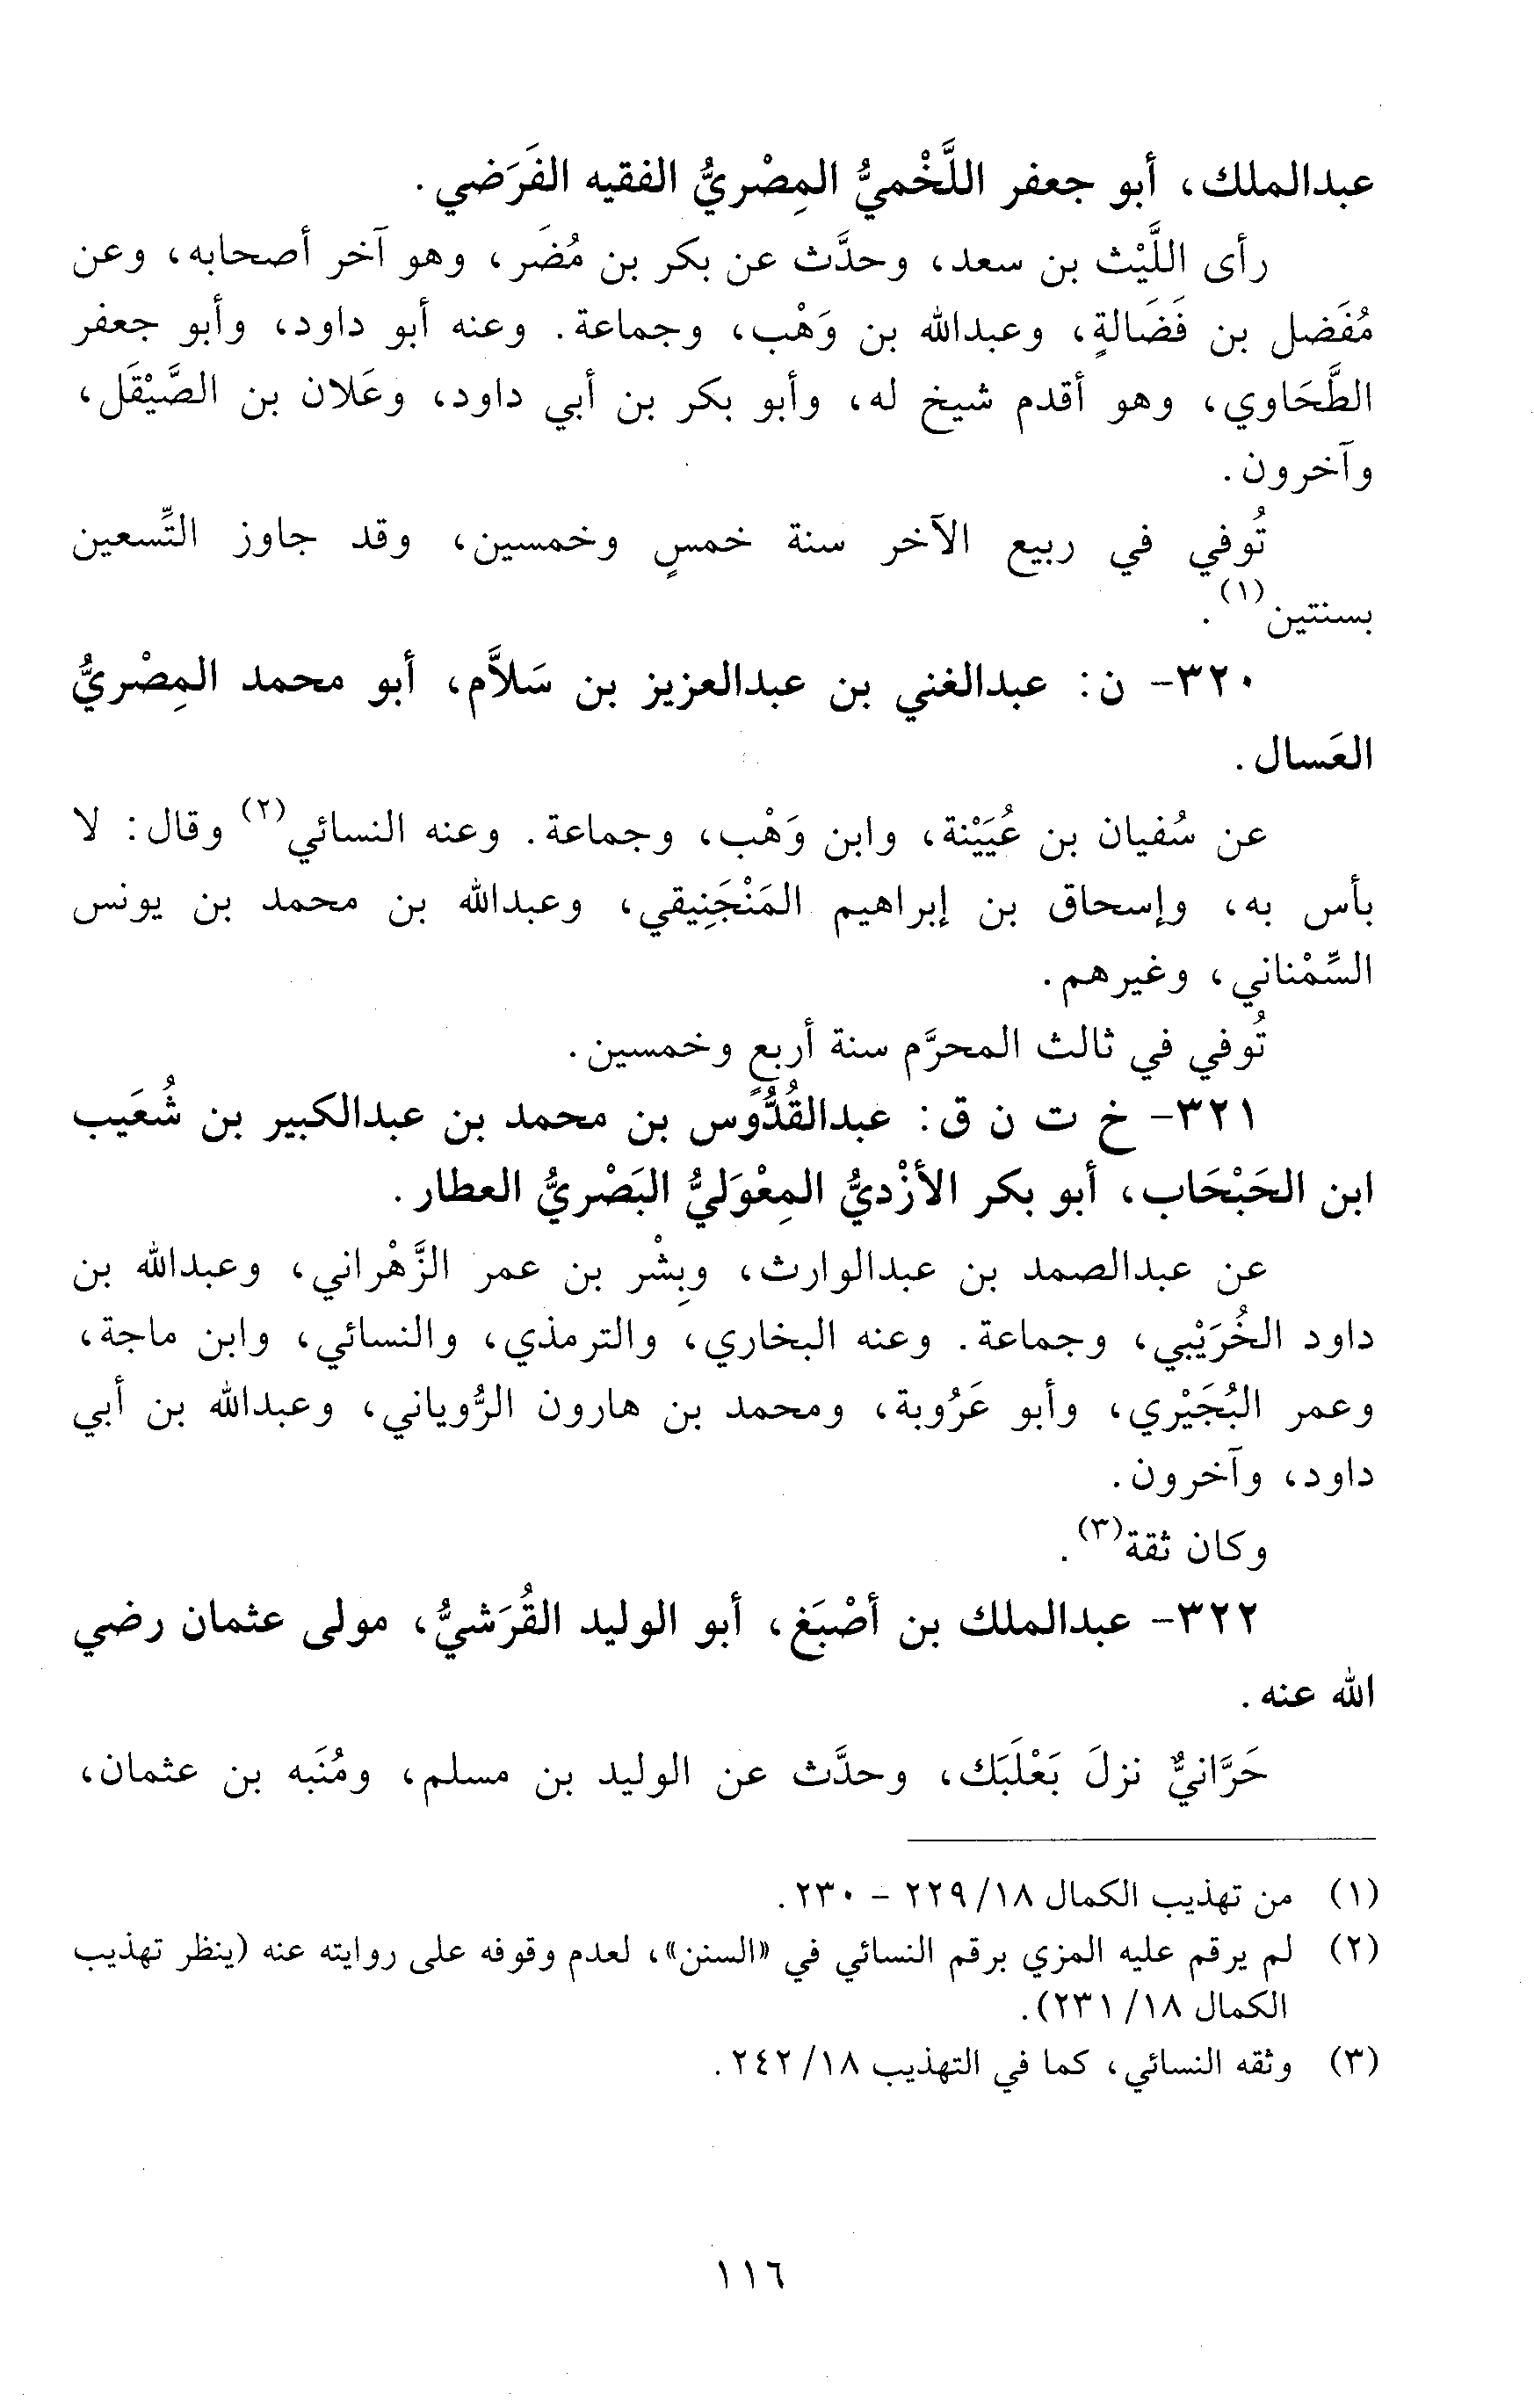 عبدالملك، أبو جعفر اللَّخْميُّ المِصْريُّ الفقيه الفَرَضي.
رأى اللَّيْث بن سعد، وحدَّث عن بكر بن مُضَر، وهو آخر أصحابه، وعن
مُفَضل بن فَضَالةٍ، وعبدالله بن وَهْب، وجماعة. وعنه أبو داود، وأبو جعفر
الطَّحَاوي، وهو أقدم شيخ له، وأبو بكر بن أبي داود، وعَلان بن الصَّيْقَل،
وآخرون.
تُوفي في ربيع الآخر سنة خمسٍ وخمسين، وقد جاوز التِّسعين
بسنتين(١).
٣٢٠- ن: عبدالغني بن عبدالعزيز بن سَلاَّم، أبو محمد المِصْريُّ
العَسال.
عن سُفيان بن عُيَيْنة، وابن وَهْب، وجماعة. وعنه النسائي(٢) وقال: لا
بأس به، وإسحاق بن إبراهيم المَنْجَنِيقي، وعبدالله بن محمد بن يونس
السِّمْناني، وغيرهم.
تُوفي في ثالث المحرَّم سنة أربعٍ وخمسين.
٣٢١- خ ت ن ق: عبدالقُدُّوس بن محمد بن عبدالكبير بن شُعَيب
ابن الحَبْحَاب، أبو بكر الأزْديُّ المِعْوَليُّ البَصْريُّ العطار.
عن عبدالصمد بن عبدالوارث، وبِشْر بن عمر الزَّهْراني، وعبدالله بن
داود الخُرَيْبي، وجماعة. وعنه البخاري، والترمذي، والنسائي، وابن ماجة،
وعمر البُجَيْري، وأبو عَرُوبة، ومحمد بن هارون الرُّوياني، وعبدالله بن أبي
داود، وآخرون.
وكان ثقة(٣).
٣٢٢- عبدالملك بن أصْبَغ، أبو الوليد القُرَشيُّ، مولى عثمان رضي
الله عنه.
حَرَّانيٌّ نزلَ بَعْلَبَك، وحدَّث عن الوليد بن مسلم، ومُنَبه بن عثمان،
(١) من تهذيب الكمال ١٨/ ٢٢٩ - ٢٣٠.
(٢) لم يرقم عليه المزي برقم النسائي في «السنن»، لعدم وقوفه على روايته عنه (ينظر تهذيب
الكمال ١٨/ ٢٣١).
(٣) وثقه النسائي، كما في التهذيب ١٨/ ٢٤٢.
١١٦